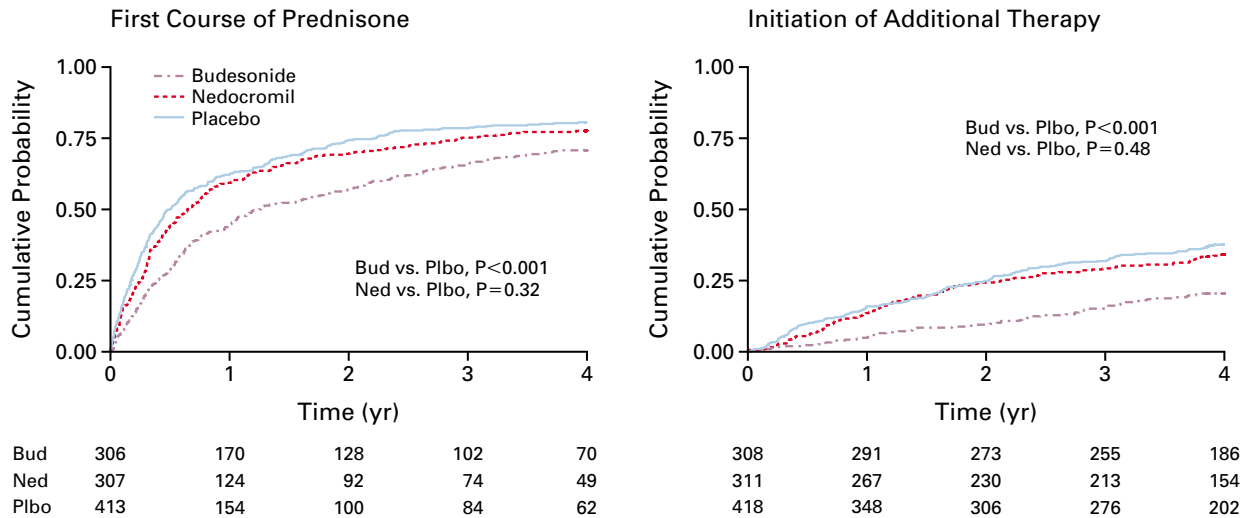 First Course of Prednisone
1.00
0.75
0.50
0.25
0.00
Cumulative Probability
Budesonide
Nedocromil
Placebo
Bud vs. Plbo, P<0.001
Ned vs. Plbo, P=0.32
0 1 2 3 4
Time (yr)
Initiation of Additional Therapy
1.00
0.75
0.50
0.25
0.00
Cumulative Probability
Bud vs. Plbo, P<0.001
Ned vs. Plbo, P=0.48
0 1 2 3 4
Time (yr)
Bud 306 170 128 102 70 308 291 273 255 186
Ned 307 124 92 74 49 311 267 230 213 154
Plbo 413 154 100 84 62 418 348 306 276 202